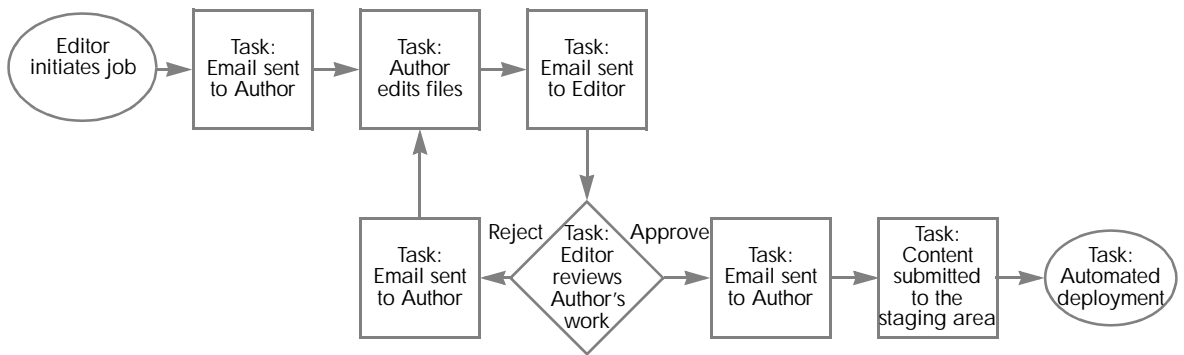 Editor
initiates job
Task:
Email sent
to Author
Task:
Author
edits files
Task:
Email sent
to Editor
Task:
Email sent
to Author
Reject
Task:
Editor
reviews
Author's
work
Approve
Task:
Email sent
to Author
Task:
Content
submitted
to the
staging area
Task:
Automated
deployment